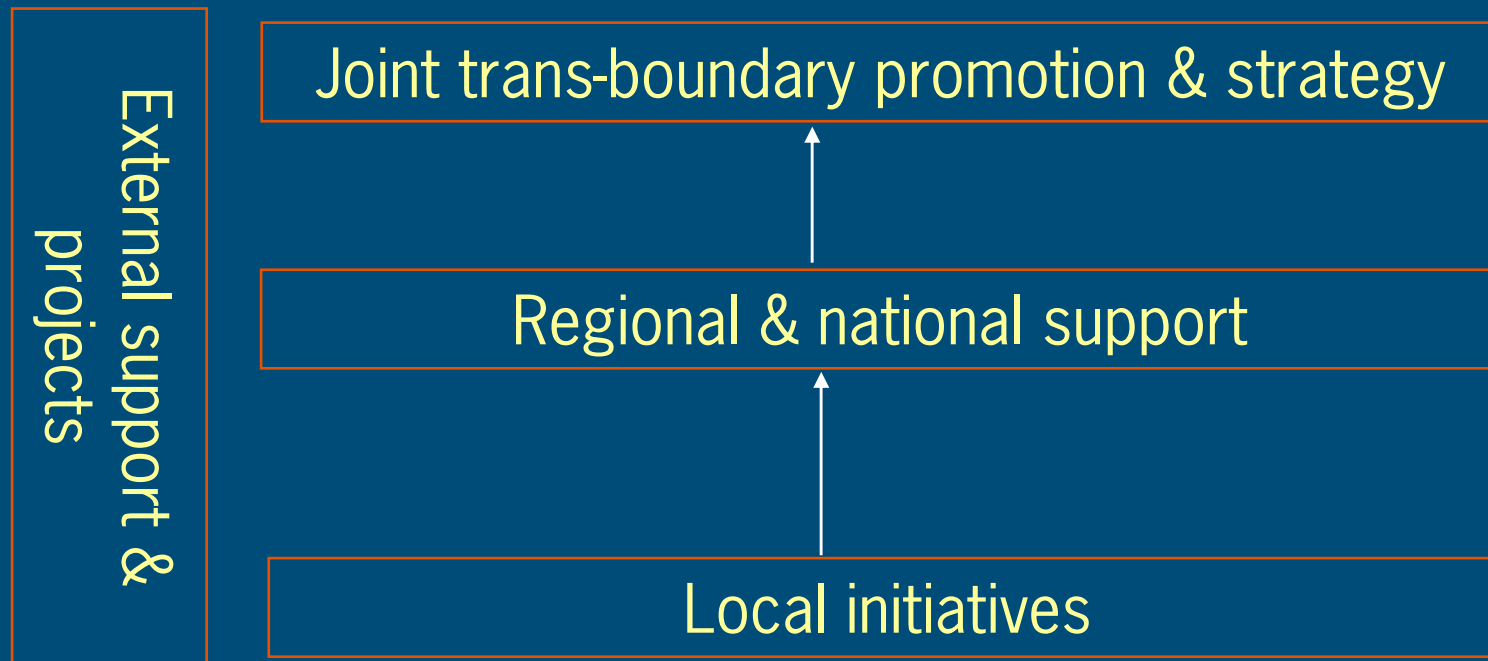 External support &
projects
Joint trans-boundary promotion & strategy
Regional & national support
Local initiatives